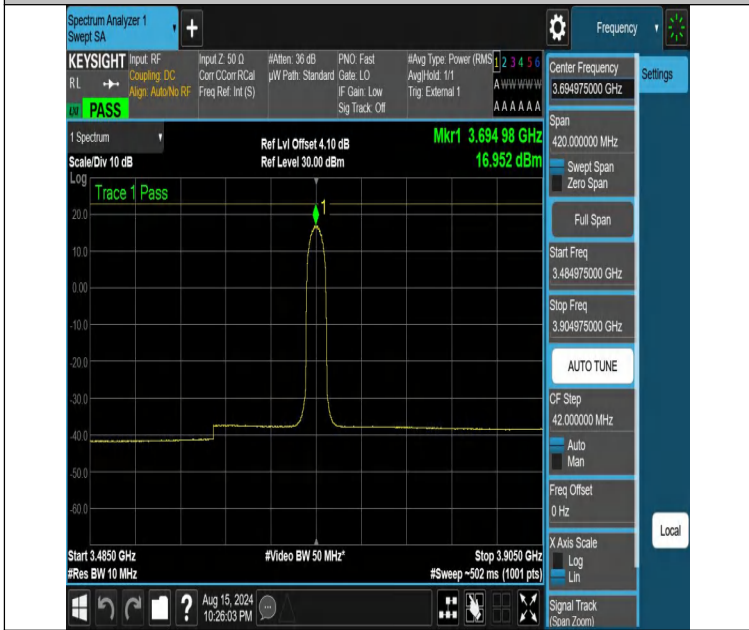 Spectrum Analyzer 1
Swept SA
+
Frequency
KEYSIGHT
RL
PASS
Input: RF
Coupling: DC
Align: Auto/No RF
Input Z: 50 Ω
Corr CCorr RCal
Freq Ref: Int (S)
#Atten: 36 dB
µW Path: Standard
PNO: Fast
Gate: LO
IF Gain: Low
Sig Track: Off
#Avg Type: Power (RMS
Avg|Hold: 1/1
Trig: External 1
1 2 3 4 5 6
A W W W W W
A A A A A A
1 Spectrum
Scale/Div 10 dB
Ref Lvl Offset 4.10 dB
Ref Level 30.00 dBm
Mkr1 3.694 98 GHz
16.952 dBm
Log
Trace 1 Pass
1
20.0
10.0
0.00
-10.0
-20.0
-30.0
-40.0
-50.0
-60.0
Start 3.4850 GHz
#Res BW 10 MHz
#Video BW 50 MHz*
Stop 3.9050 GHz
#Sweep ~502 ms (1001 pts)
Center Frequency
3.694975000 GHz
Span
420.000000 MHz
Swept Span
Zero Span
Full Span
Start Freq
3.484975000 GHz
Stop Freq
3.904975000 GHz
AUTO TUNE
CF Step
42.000000 MHz
Auto
Man
Freq Offset
0 Hz
X Axis Scale
Log
Lin
Signal Track
(Span Zoom)
Settings
Local
?
Aug 15, 2024
10:26:03 PM